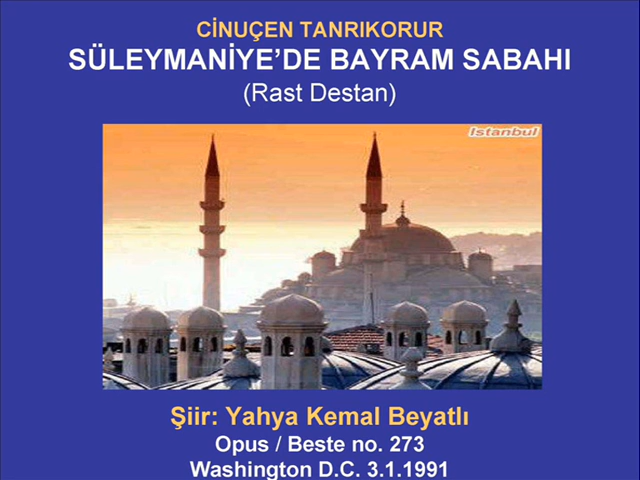 CİNUÇEN TANRIKORUR
SÜLEYMANİYE’DE BAYRAM SABAHI
(Rast Destan)
Istanbul
Şiir: Yahya Kemal Beyatlı
Opus / Beste no. 273
Washington D.C. 3.1.1991